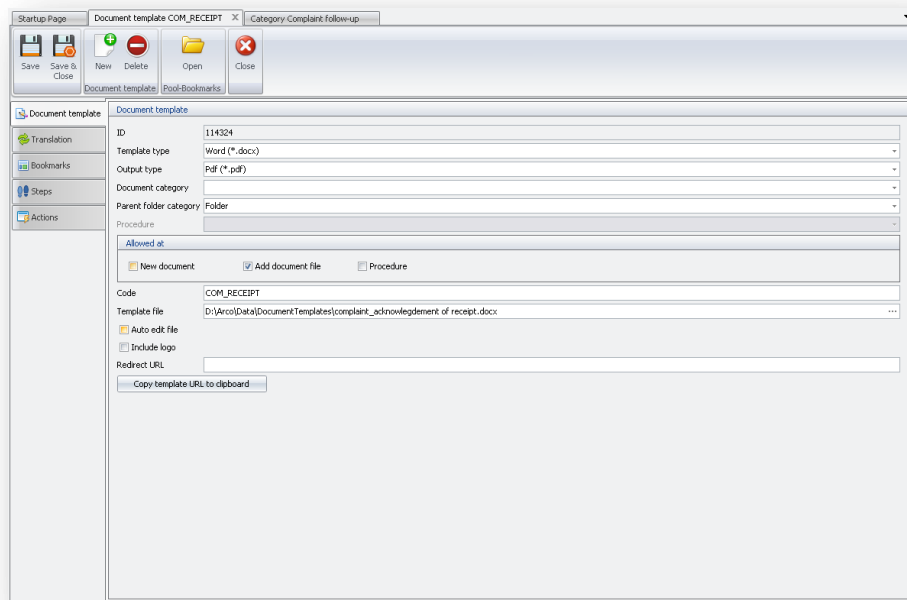 Startup Page
Document template COM_RECEIPT X
Category Complaint follow-up
Save
Save & Close
New
Delete
Open
Close
Document template
Pool-Bookmarks
Document template
Translation
Bookmarks
Steps
Actions
Document template
ID 114324
Template type Word (*.docx)
Output type Pdf (*.pdf)
Document category
Parent folder category Folder
Procedure
Allowed at
New document Add document file Procedure
Code COM_RECEIPT
Template file D:\Arco\Data\DocumentTemplates\complaint_acknowlegdement of receipt.docx ...
Auto edit file
Include logo
Redirect URL
Copy template URL to clipboard